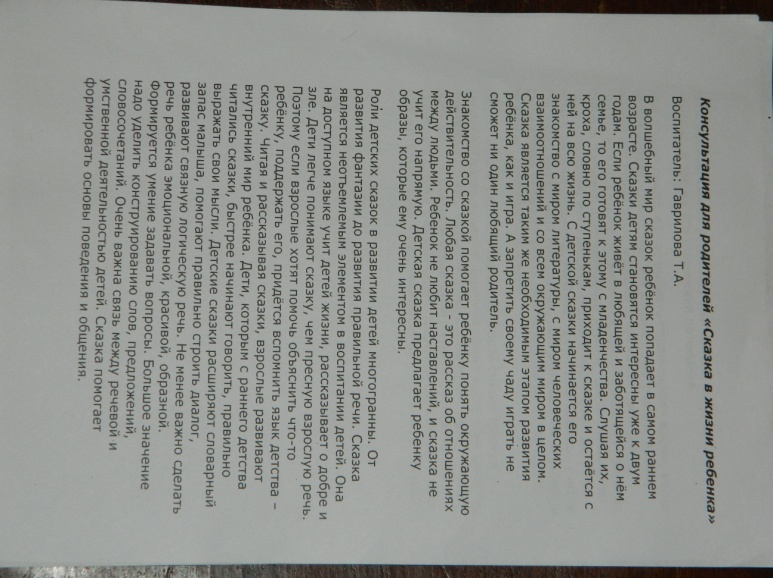 Консультация для родителей «Сказка в жизни ребенка»
Воспитатель: Гаврилова Т.А.
В волшебный мир сказок ребёнок попадает в самом раннем
возрасте. Сказки детям становятся интересны уже к двум
годам. Если ребёнок живёт в любящей и заботящейся о нём
семье, то его готовят к этому с младенчества. Слушая их,
кроха, словно по ступенькам, приходит к сказке и остаётся с
ней на всю жизнь. С детской сказки начинается его
знакомство с миром литературы, с миром человеческих
взаимоотношений и со всем окружающим миром в целом.
Сказка является таким же необходимым этапом развития
ребёнка, как и игра. А запретить своему чаду играть не
сможет ни один любящий родитель.
Знакомство со сказкой помогает ребёнку понять окружающую
действительность. Любая сказка - это рассказ об отношениях
между людьми. Ребенок не любит наставлений, и сказка не
учит его напрямую. Детская сказка предлагает ребенку
образы, которые ему очень интересны.
Роли детских сказок в развитии детей многогранны. От
развития фантазии до развития правильной речи. Сказка
является неотъемлемым элементом в воспитании детей. Она
на доступном языке учит детей жизни, рассказывает о добре и
зле. Дети легче понимают сказку, чем пресную взрослую речь.
Поэтому если взрослые хотят помочь объяснить что-то
ребёнку, поддержать его, придётся вспомнить язык детства –
сказку. Читая и рассказывая сказки, взрослые развивают
внутренний мир ребёнка. Дети, которым с раннего детства
читались сказки, быстрее начинают говорить, правильно
выражать свои мысли. Детские сказки расширяют словарный
запас малыша, помогают правильно строить диалог,
развивают связную логическую речь. Не менее важно сделать
речь ребёнка эмоциональной, красивой, образной.
Формируется умение задавать вопросы. Большое значение
надо уделить конструированию слов, предложений,
словосочетаний. Очень важна связь между речевой и
умственной деятельностью детей. Сказка помогает
формировать основы поведения и общения.